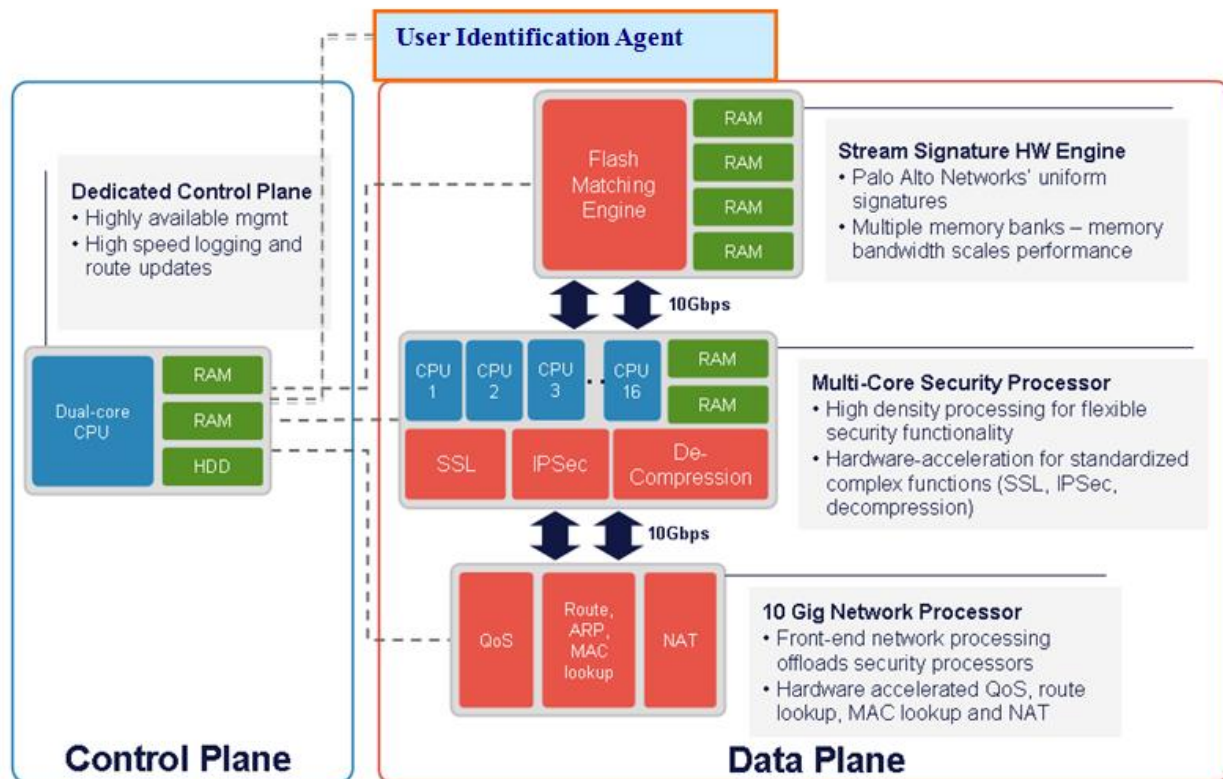 User Identification Agent
Dedicated Control Plane
• Highly available mgmt
• High speed logging and
route updates
Dual-core
CPU
RAM
RAM
HDD
Control Plane
Flash
Matching
Engine
RAM
RAM
RAM
RAM
Stream Signature HW Engine
• Palo Alto Networks' uniform
signatures
• Multiple memory banks – memory
bandwidth scales performance
10Gbps
CPU
1
CPU
2
CPU
3
..
CPU
16
RAM
RAM
SSL
IPSec
De-
Compression
Multi-Core Security Processor
• High density processing for flexible
security functionality
• Hardware-acceleration for standardized
complex functions (SSL, IPSec,
decompression)
10Gbps
QoS
Route,
ARP,
MAC
lookup
NAT
10 Gig Network Processor
• Front-end network processing
offloads security processors
• Hardware accelerated QoS, route
lookup, MAC lookup and NAT
Data Plane